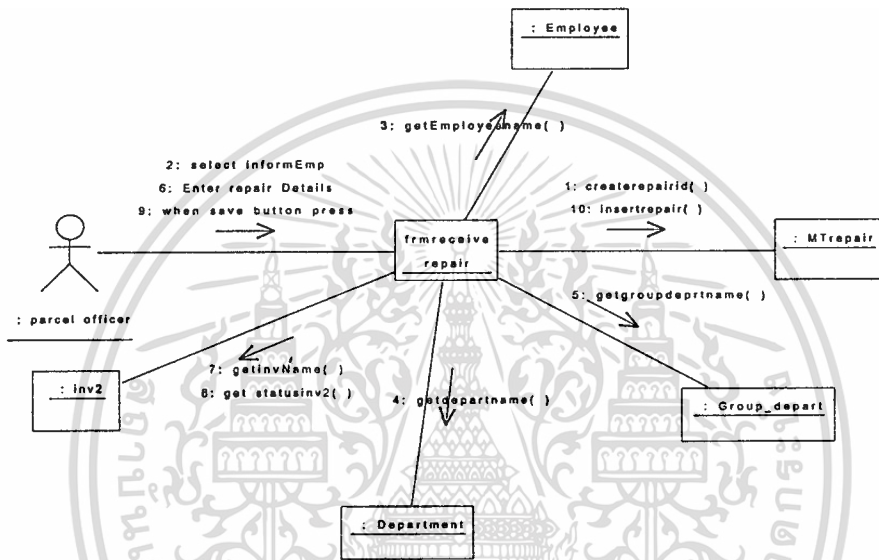 : Employee
3: getEmployeename( )
2: select informEmp
6: Enter repair Details
9: when save button press
1: createrepairid( )
10: insertrepair( )
frmreceive
repair
: MTrepair
: parcel officer
5: getgroupdeprtname( )
7: getinvName( )
8: get statusinv2( )
: inv2
4: getdepartname( )
: Group_depart
: Department